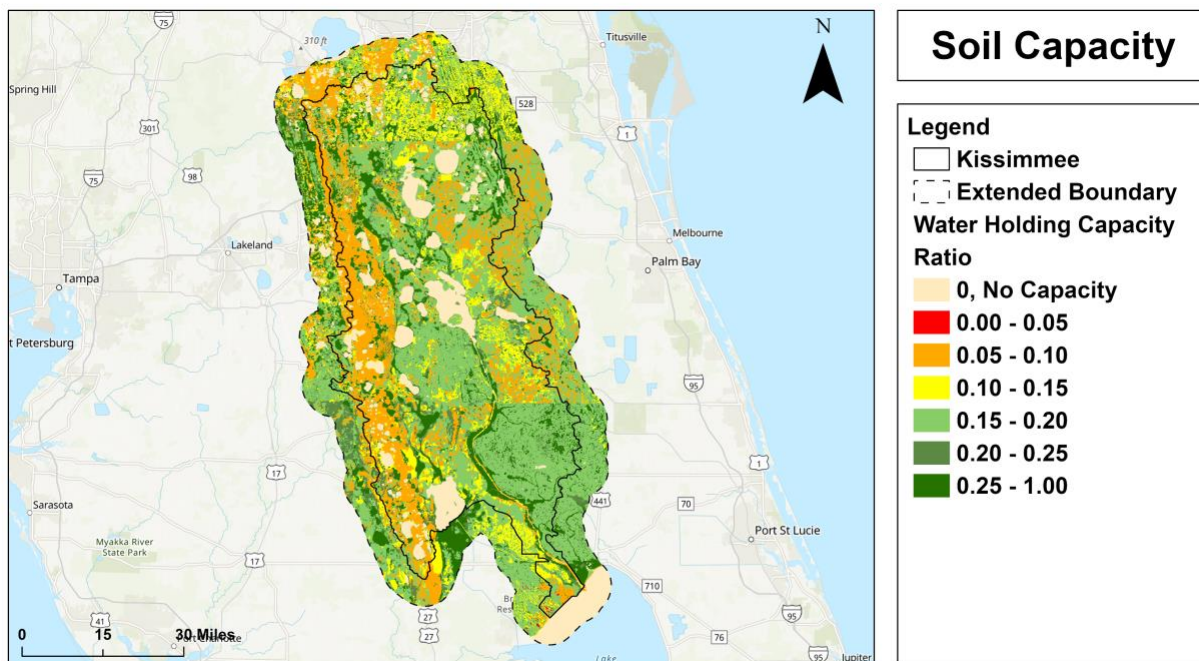 75
310 ft
Titusville
N
Spring Hill
301
528
1
75
98
Lakeland
Melbourne
Tampa
Palm Bay
t Petersburg
95
17
441
70
1
Sarasota
Port St Lucie
Myakka River
State Park
17
710
27
27
41
0 15 30 Miles
76
95
Lake
Jupiter
Soil Capacity
Legend
Kissimmee
Extended Boundary
Water Holding Capacity
Ratio
0, No Capacity
0.00 - 0.05
0.05 - 0.10
0.10 - 0.15
0.15 - 0.20
0.20 - 0.25
0.25 - 1.00